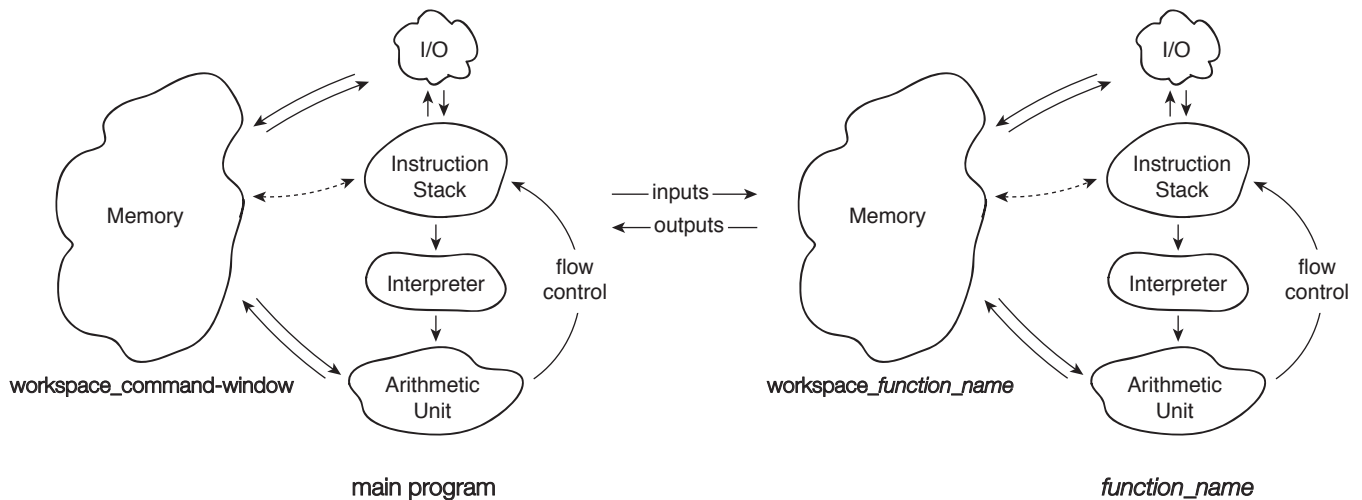 I/O
Instruction
Stack
Memory
Interpreter
flow
control
Arithmetic
Unit
workspace_command-window
main program
inputs
outputs
I/O
Instruction
Stack
Memory
Interpreter
flow
control
Arithmetic
Unit
workspace_function_name
function_name